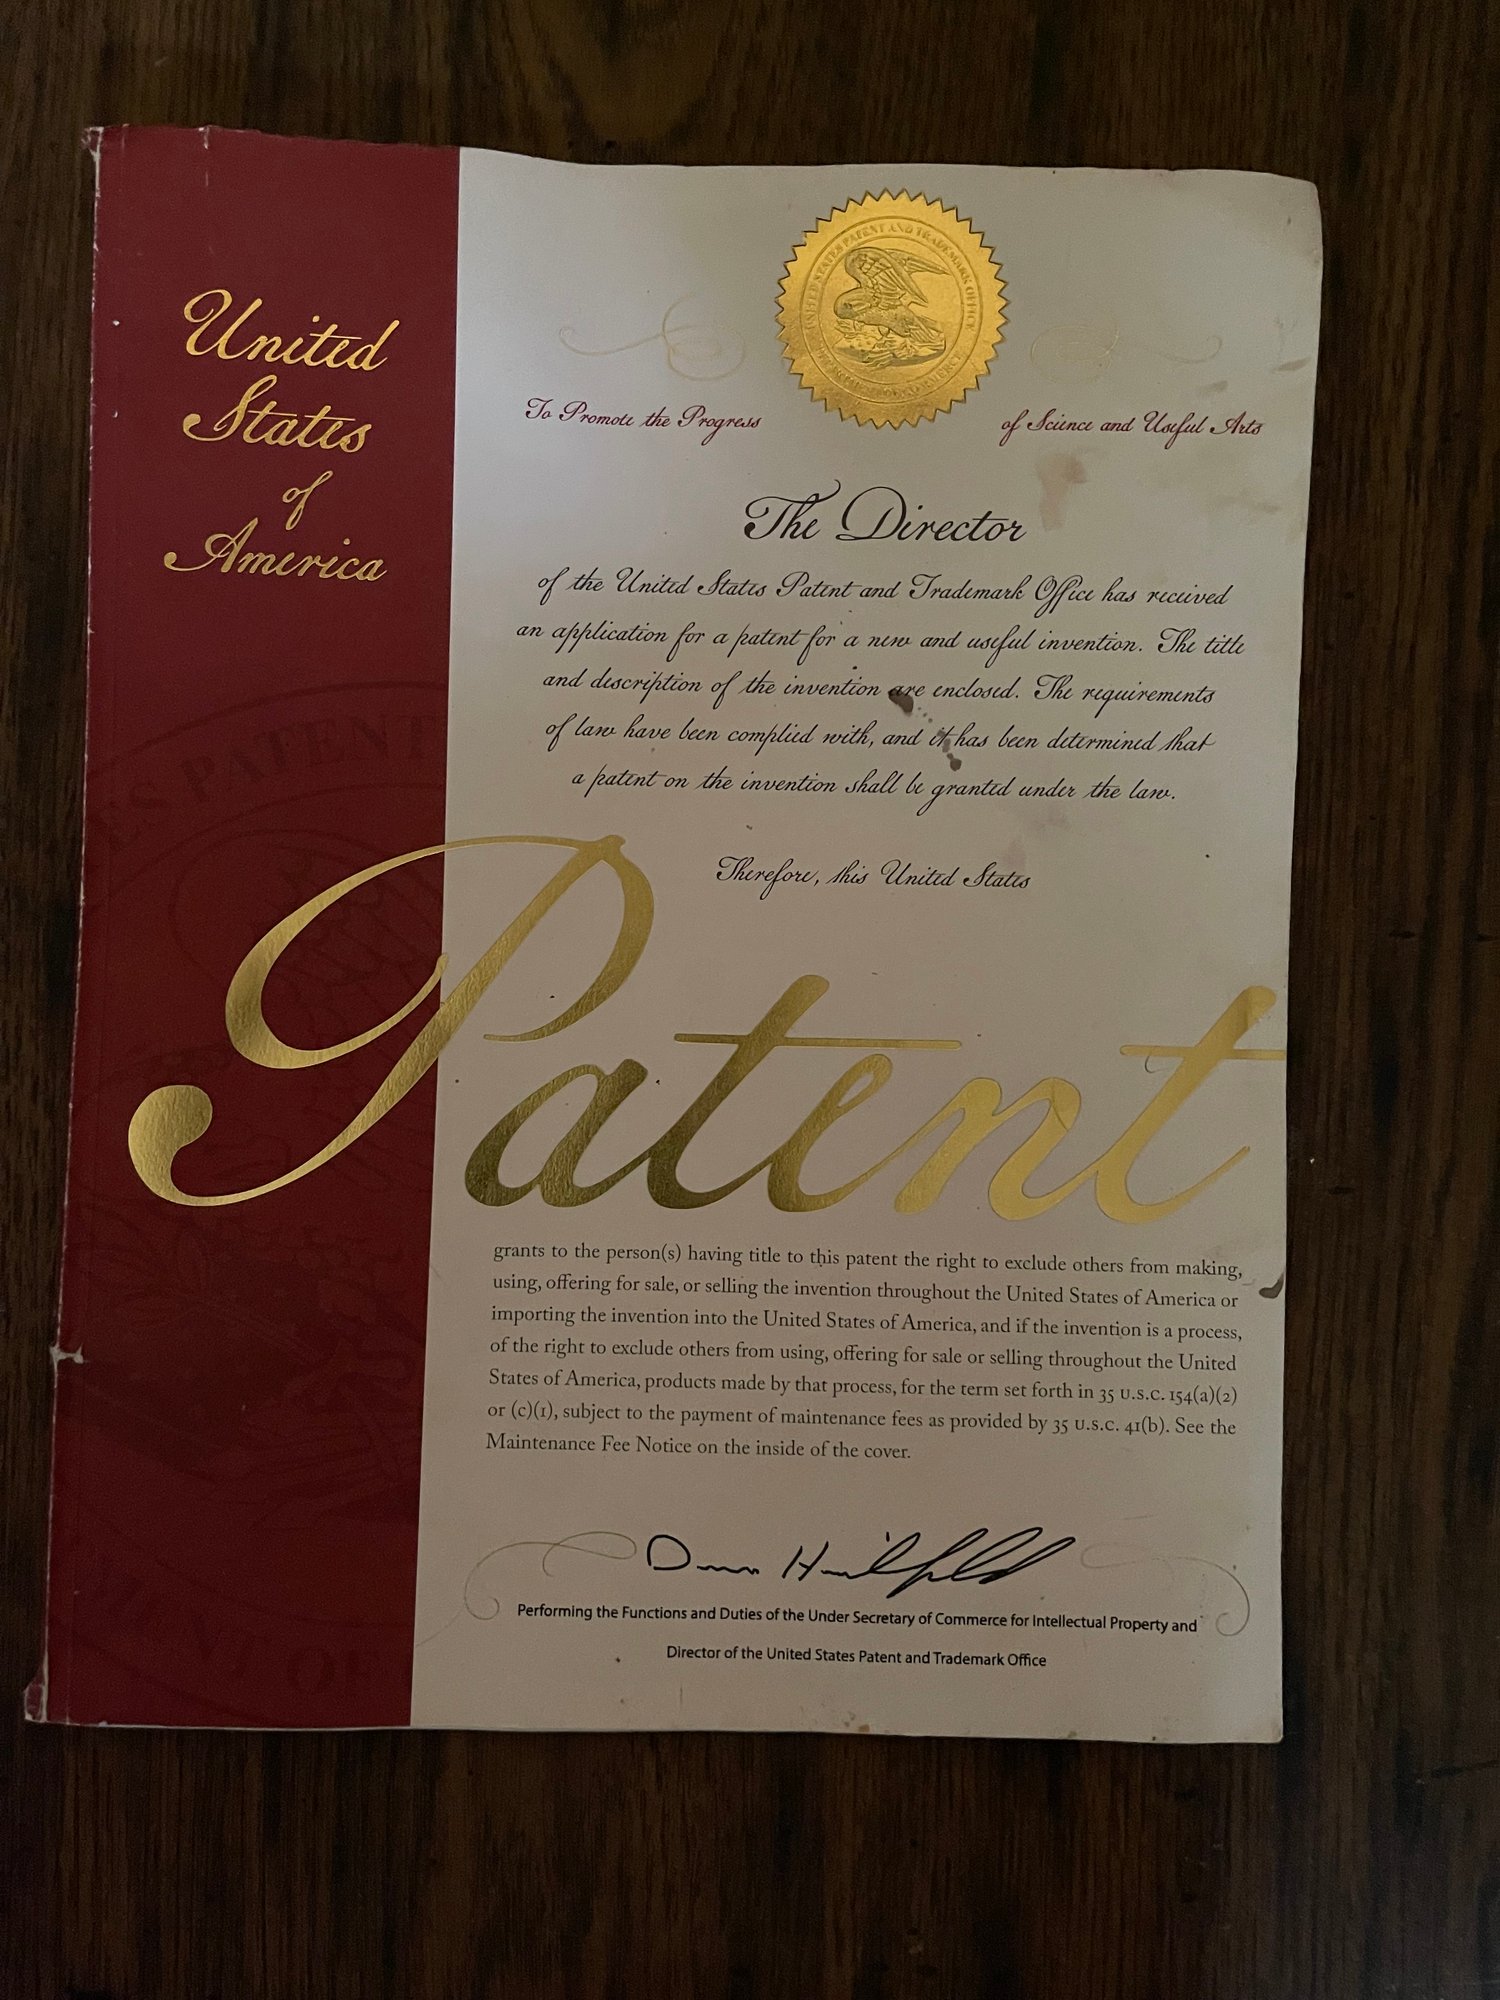 United
States
of
America
UNITED STATES PATENT AND TRADEMARK OFFICE
To Promote the Progress
of Science and Useful Arts
The Director
of the United States Patent and Trademark Office has received
an application for a patent for a new and useful invention. The title
and description of the invention are enclosed. The requirements
of law have been complied with, and it has been determined that
a patent on the invention shall be granted under the law.
Therefore, this United States
Patent
grants to the person(s) having title to this patent the right to exclude others from making,
using, offering for sale, or selling the invention throughout the United States of America or
importing the invention into the United States of America, and if the invention is a process,
of the right to exclude others from using, offering for sale or selling throughout the United
States of America, products made by that process, for the term set forth in 35 U.S.C. 154(a)(2)
or (c)(1), subject to the payment of maintenance fees as provided by 35 U.S.C. 41(b). See the
Maintenance Fee Notice on the inside of the cover.
Performing the Functions and Duties of the Under Secretary of Commerce for Intellectual Property and
Director of the United States Patent and Trademark Office